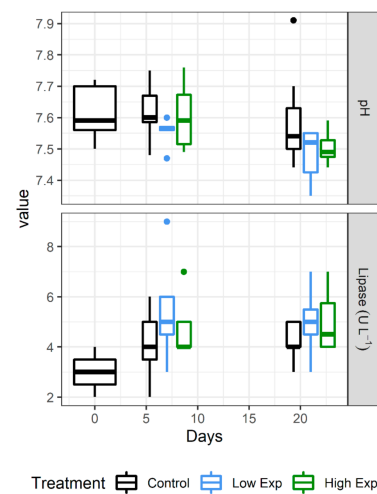 7.9
7.8
7.7
7.6
7.5
7.4
pH
value
8
6
4
2
Lipase (U L⁻¹)
0 5 10 20
Days
Treatment Control Low Exp High Exp